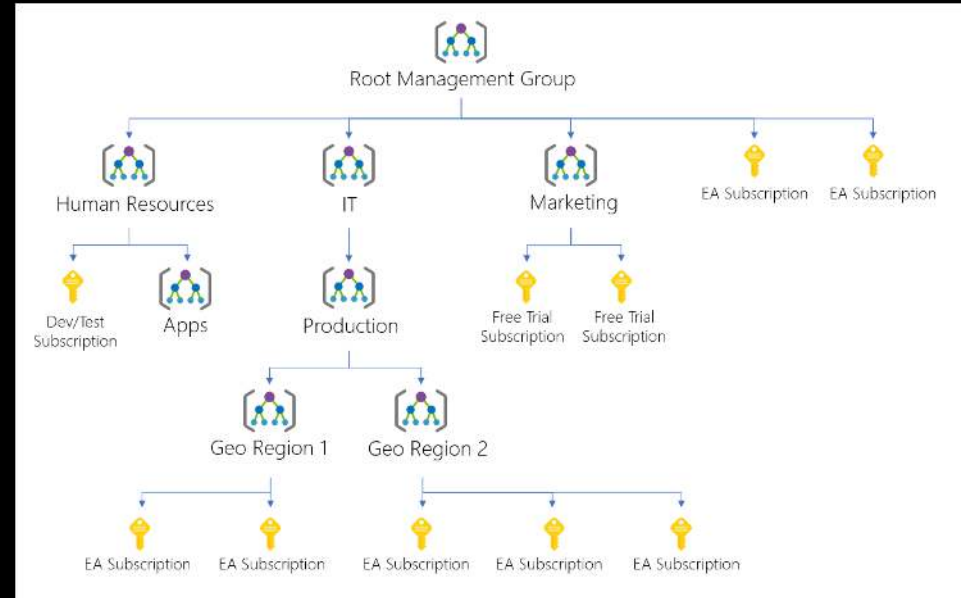 Root Management Group
Human Resources
IT
Marketing
EA Subscription
EA Subscription
Dev/Test
Subscription
Apps
Production
Free Trial
Subscription
Free Trial
Subscription
Geo Region 1
Geo Region 2
EA Subscription
EA Subscription
EA Subscription
EA Subscription
EA Subscription